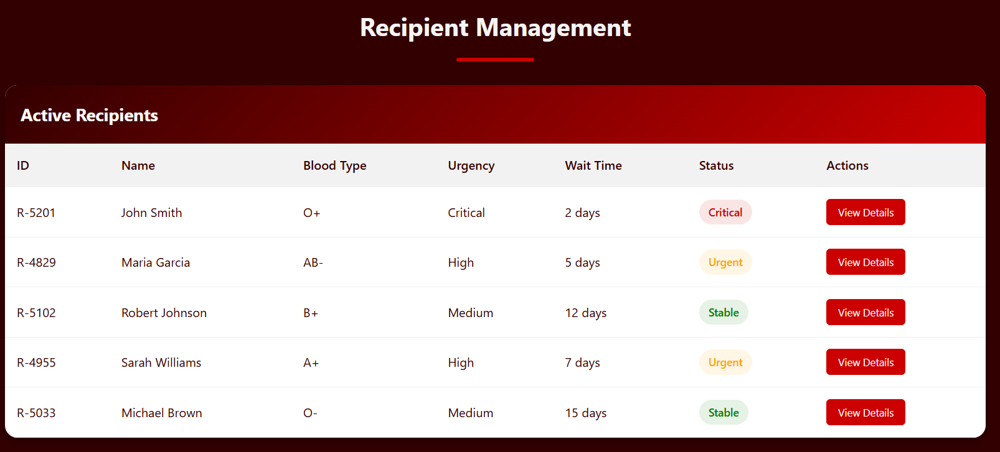 Recipient Management
Active Recipients
ID Name Blood Type Urgency Wait Time Status Actions
R-5201 John Smith O+ Critical 2 days Critical View Details
R-4829 Maria Garcia AB- High 5 days Urgent View Details
R-5102 Robert Johnson B+ Medium 12 days Stable View Details
R-4955 Sarah Williams A+ High 7 days Urgent View Details
R-5033 Michael Brown O- Medium 15 days Stable View Details